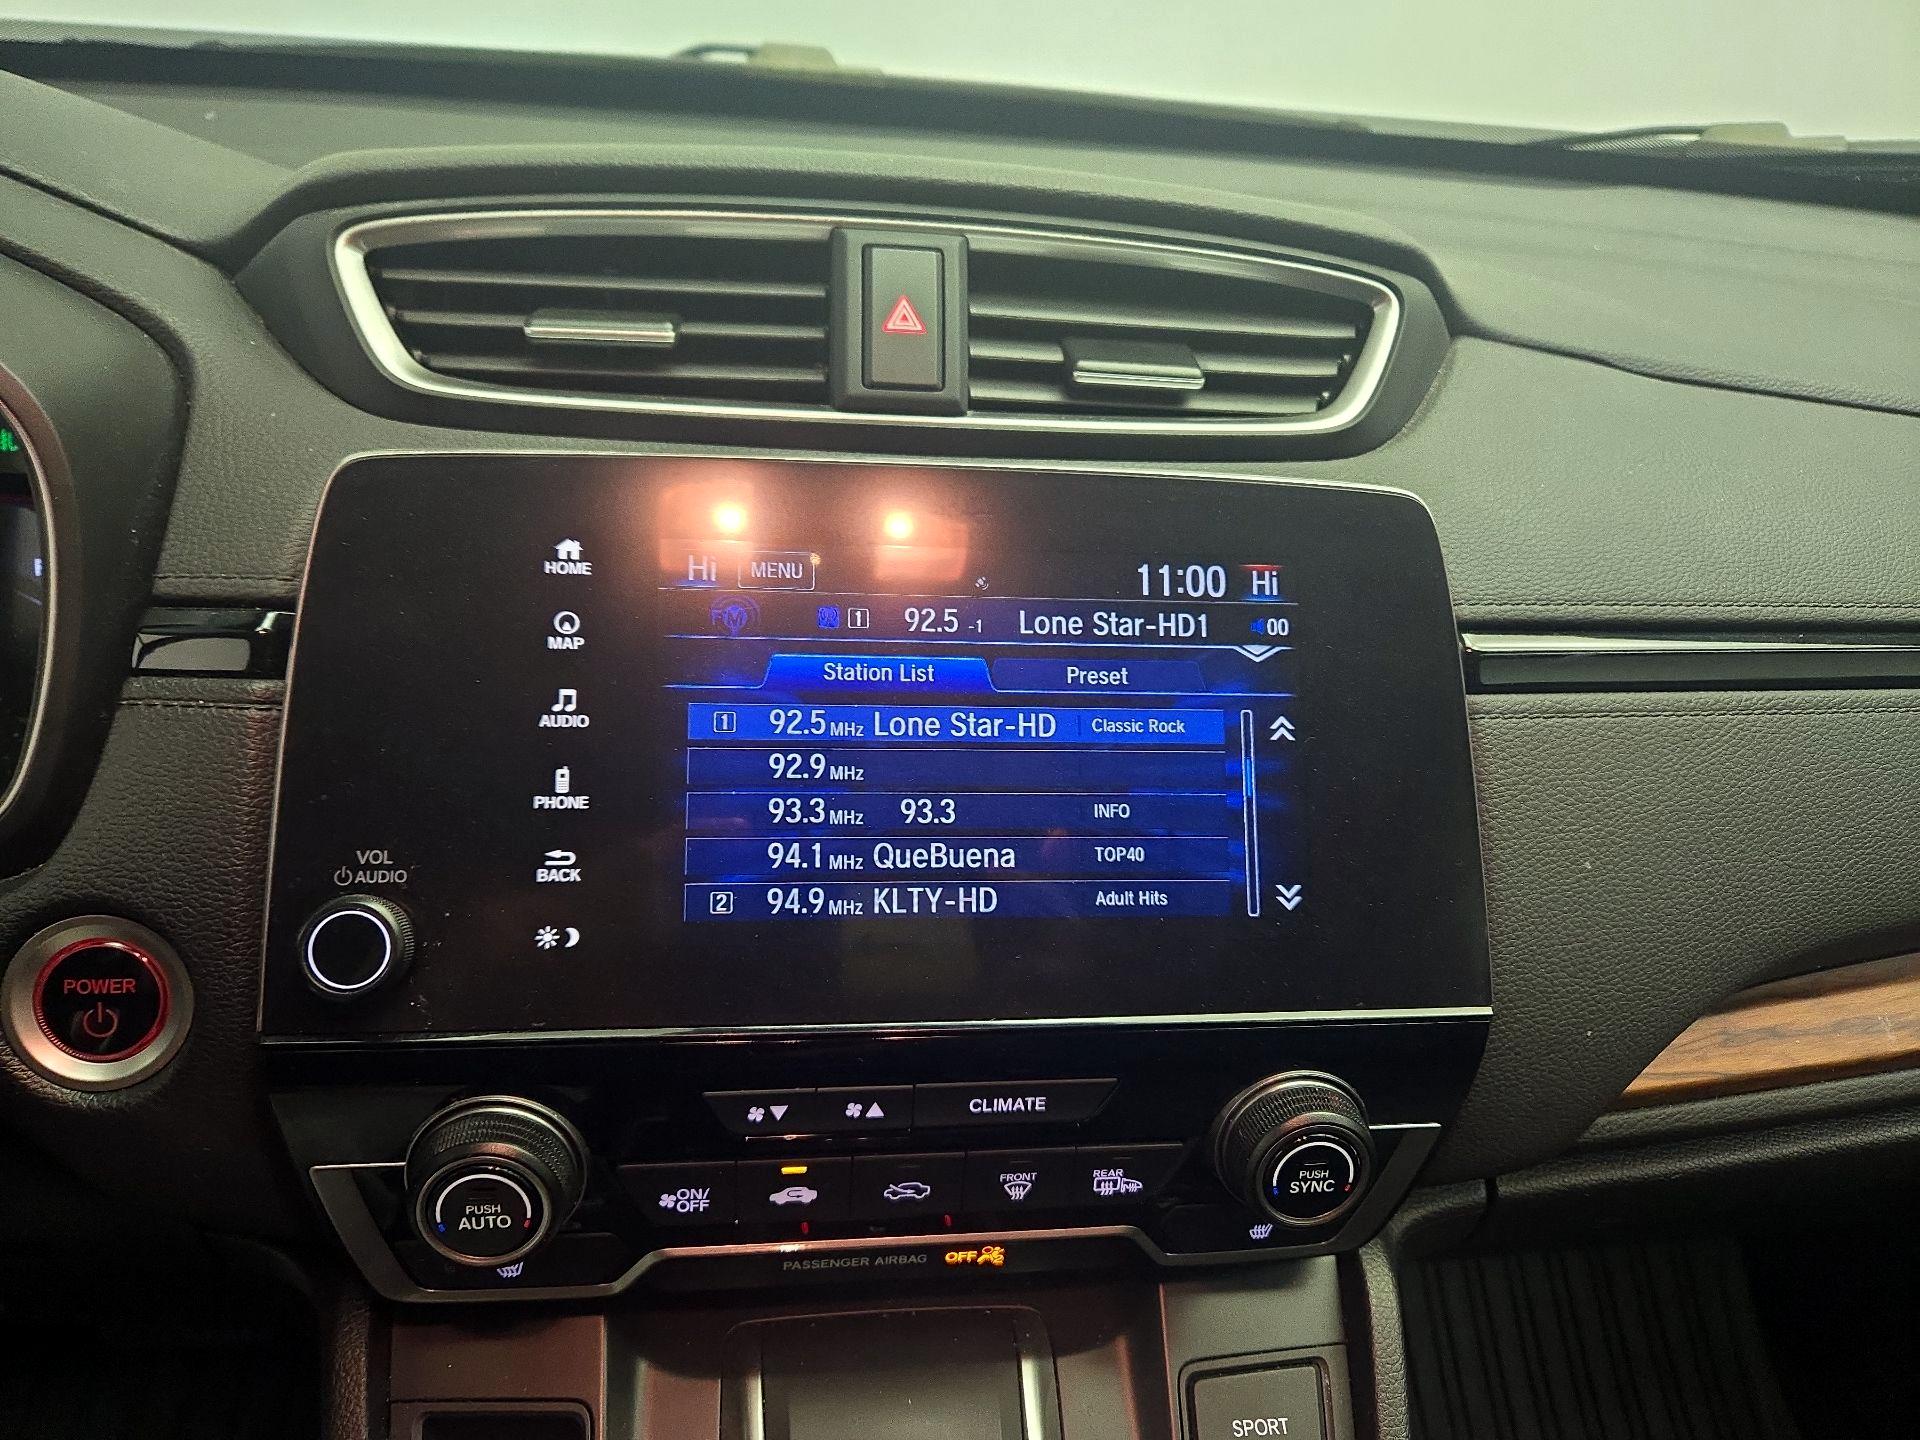 HOME
MAP
AUDIO
PHONE
BACK
VOL
AUDIO
POWER
Hi MENU 11:00 Hi
FM 1 92.5 -1 Lone Star-HD1 00
Station List Preset
1 92.5 MHz Lone Star-HD Classic Rock
92.9 MHz
93.3 MHz 93.3 INFO
94.1 MHz QueBuena TOP40
2 94.9 MHz KLTY-HD Adult Hits
CLIMATE
PUSH
AUTO
ON/
OFF
FRONT
REAR
PUSH
SYNC
PASSENGER AIRBAG OFF
SPORT